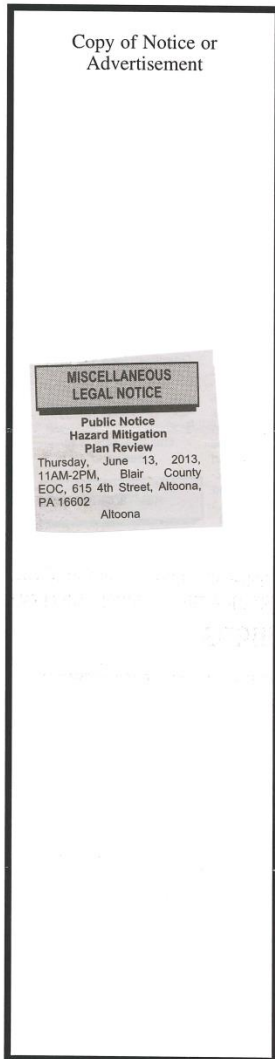 Copy of Notice or
Advertisement
MISCELLANEOUS
LEGAL NOTICE
Public Notice
Hazard Mitigation
Plan Review
Thursday, June 13, 2013,
11AM-2PM, Blair County
EOC, 615 4th Street, Altoona,
PA 16602
Altoona